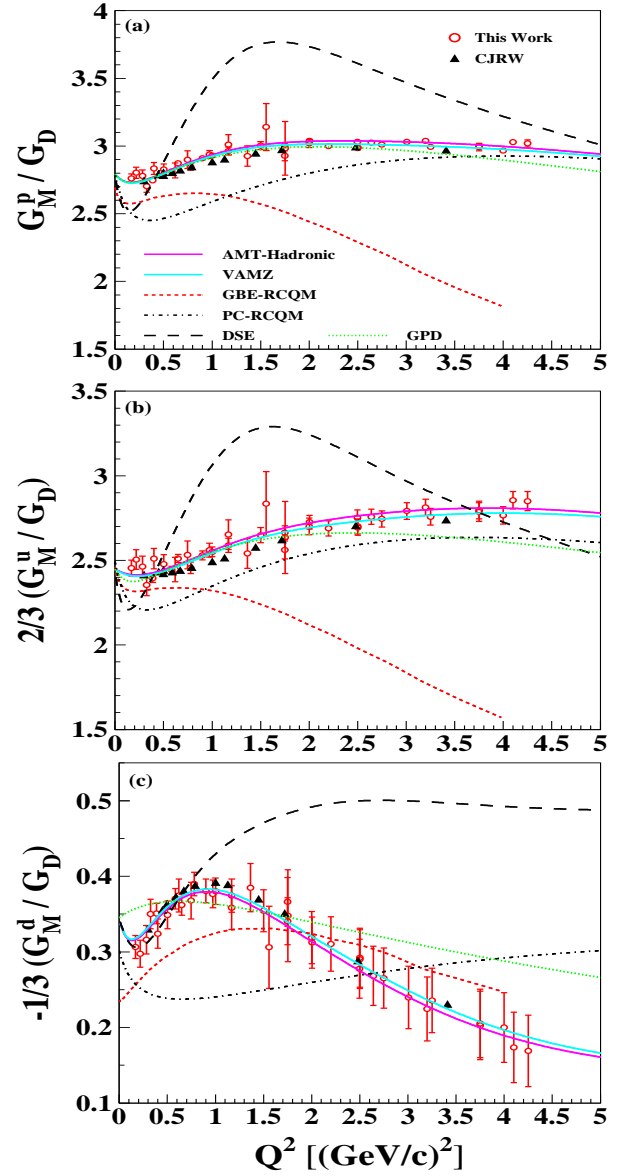 (a)
This Work
CJRW
4
3.5
3
2.5
2
1.5
G_M^p / G_D
AMT-Hadronic
VAMZ
GBE-RCQM
PC-RCQM
DSE
GPD
0 0.5 1 1.5 2 2.5 3 3.5 4 4.5 5
(b)
3.5
3
2.5
2
1.5
2/3 (G_M^u / G_D)
0 0.5 1 1.5 2 2.5 3 3.5 4 4.5 5
(c)
0.5
0.4
0.3
0.2
0.1
-1/3 (G_M^d / G_D)
0 0.5 1 1.5 2 2.5 3 3.5 4 4.5 5
Q^2 [(GeV/c)^2]